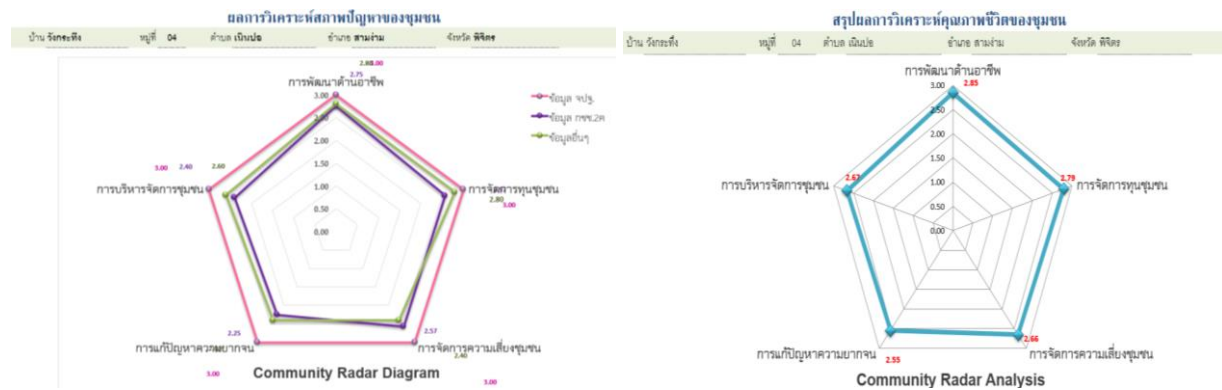 ผลการวิเคราะห์สภาพปัญหาของชุมชน
บ้าน วังกระทึง หมู่ที่ 04 ตำบล เนินปอ อำเภอ สามง่าม จังหวัด พิจิตร
2.80 3.00
2.75
การพัฒนาด้านอาชีพ
3.00
2.00
1.50
1.00
0.50
0.00
ข้อมูล จปฐ.
ข้อมูล กชช.2ค
ข้อมูลอื่นๆ
3.00 2.40 2.60
การบริหารจัดการชุมชน
การจัดการทุนชุมชน
2.80
3.00
2.25
2.57
การแก้ปัญหาความยากจน
การจัดการความเสี่ยงชุมชน
2.40
3.00
3.00
Community Radar Diagram
สรุปผลการวิเคราะห์คุณภาพชีวิตของชุมชน
บ้าน วังกระทึง หมู่ที่ 04 ตำบล เนินปอ อำเภอ สามง่าม จังหวัด พิจิตร
การพัฒนาด้านอาชีพ
3.00
2.85
2.50
2.00
1.50
1.00
0.50
0.00
การบริหารจัดการชุมชน
2.67
2.79
การจัดการทุนชุมชน
2.66
การแก้ปัญหาความยากจน
2.55
การจัดการความเสี่ยงชุมชน
Community Radar Analysis